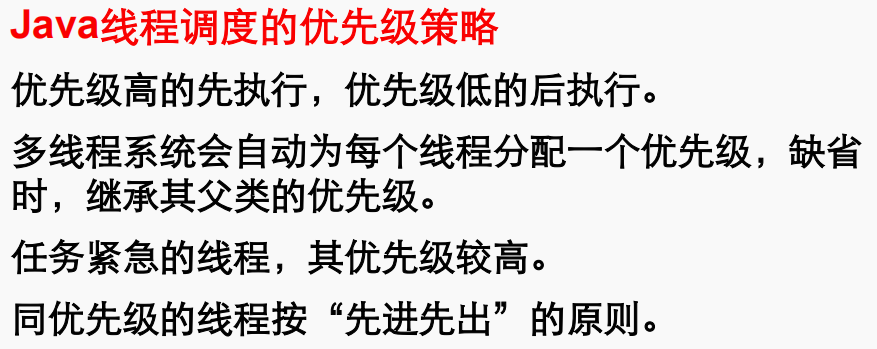 Java线程调度的优先级策略
优先级高的先执行，优先级低的后执行。
多线程系统会自动为每个线程分配一个优先级，缺省
时，继承其父类的优先级。
任务紧急的线程，其优先级较高。
同优先级的线程按“先进先出”的原则。